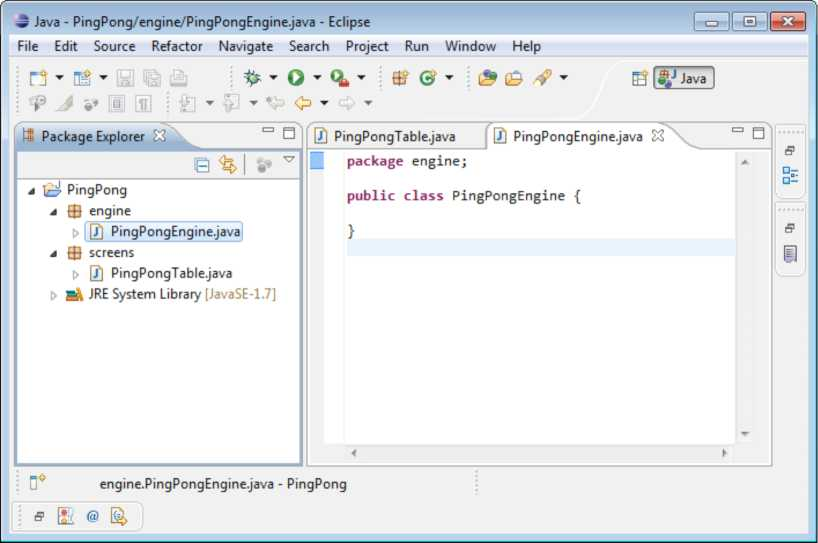 Java - PingPong/engine/PingPongEngine.java - Eclipse
File Edit Source Refactor Navigate Search Project Run Window Help
Java
Package Explorer
PingPongTable.java PingPongEngine.java
PingPong
engine
PingPongEngine.java
screens
PingPongTable.java
JRE System Library [JavaSE-1.7]
package engine;
public class PingPongEngine {
}
engine.PingPongEngine.java - PingPong